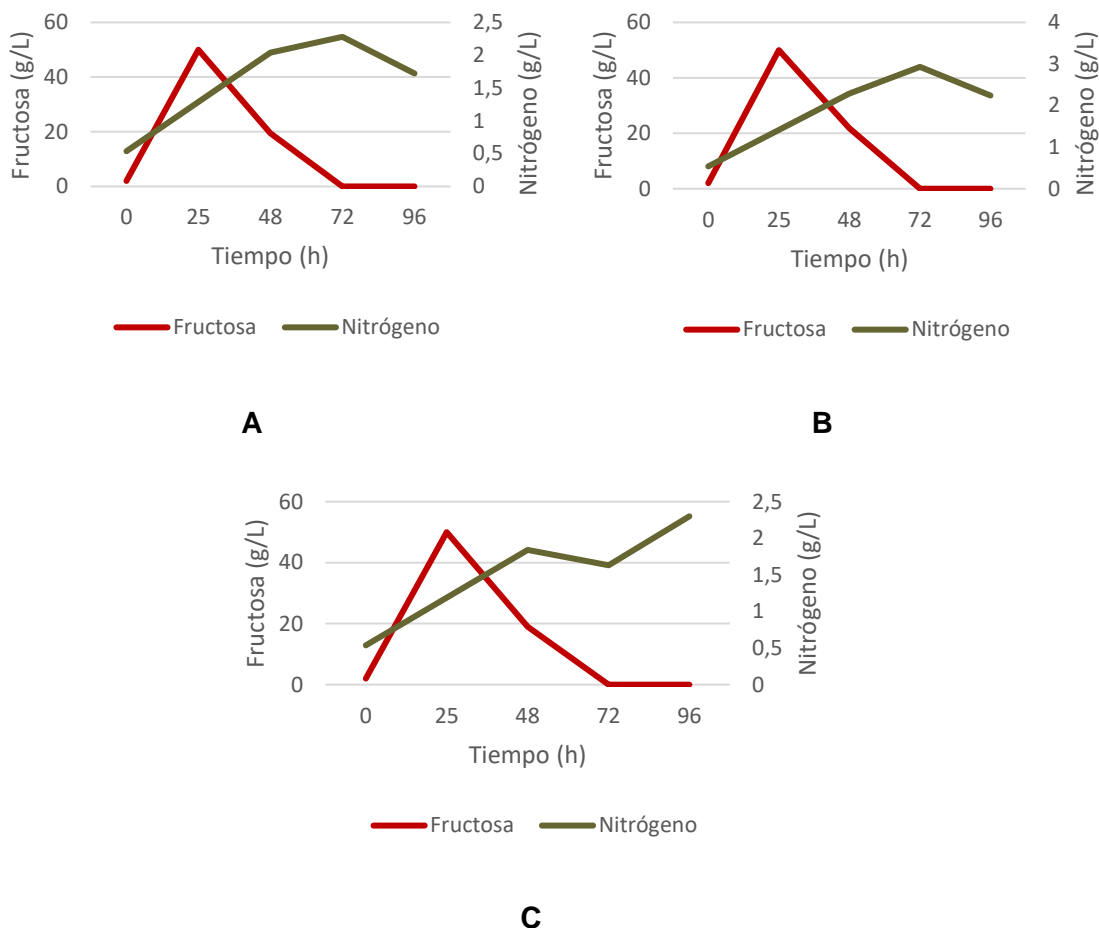 60
40
20
0
Fructosa (g/L)
2,5
2
1,5
1
0,5
0
Nitrógeno (g/L)
0 25 48 72 96
Tiempo (h)
Fructosa Nitrógeno
A
60
40
20
0
Fructosa (g/L)
4
3
2
1
0
Nitrógeno (g/L)
0 25 48 72 96
Tiempo (h)
Fructosa Nitrógeno
B
60
40
20
0
Fructosa (g/L)
2,5
2
1,5
1
0,5
0
Nitrógeno (g/L)
0 25 48 72 96
Tiempo (h)
Fructosa Nitrógeno
C